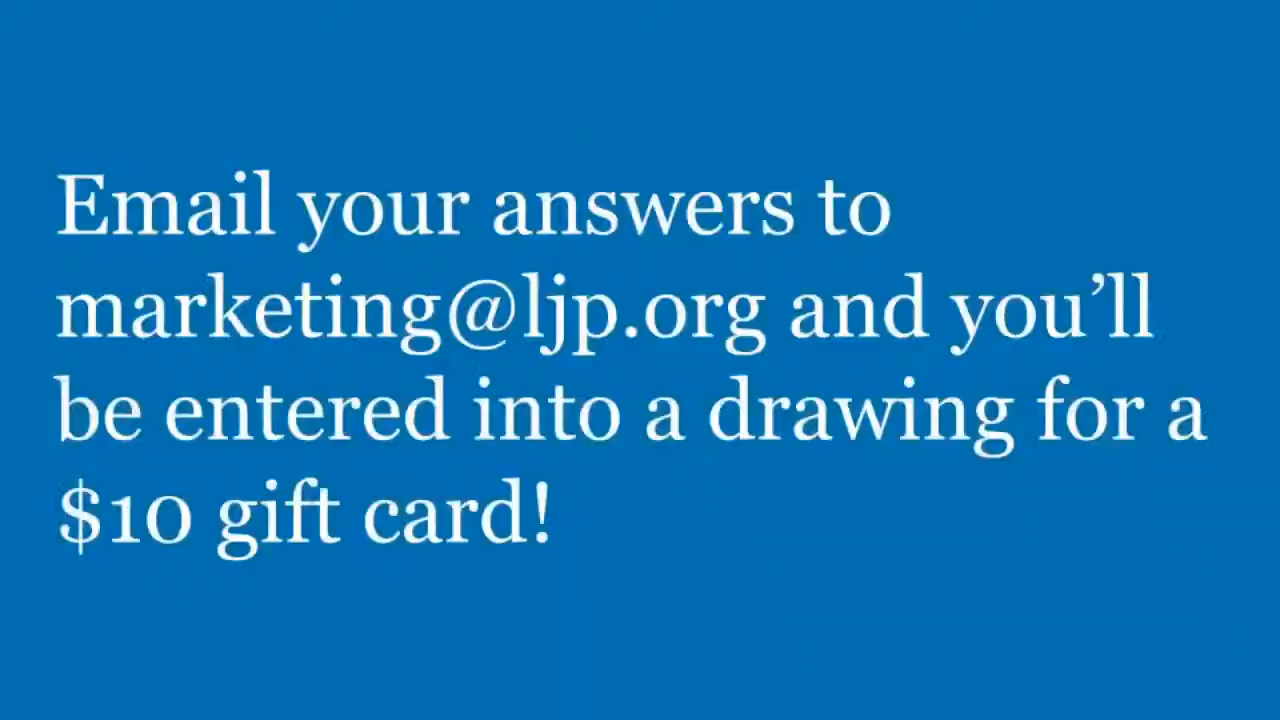 Email your answers to
marketing@ljp.org and you’ll
be entered into a drawing for a
$10 gift card!